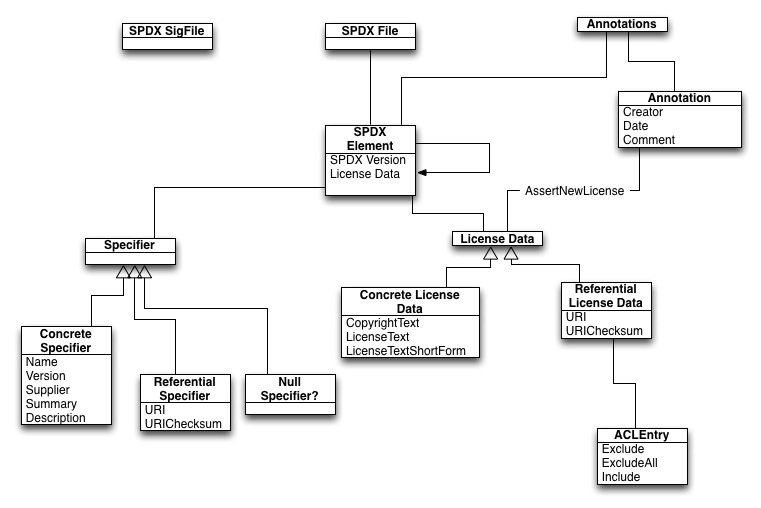 SPDX SigFile
SPDX File
Annotations
Annotation
Creator
Date
Comment
SPDX
Element
SPDX Version
License Data
AssertNewLicense
Specifier
License Data
Concrete License
Data
CopyrightText
LicenseText
LicenseTextShortForm
Referential
License Data
URI
URIChecksum
Concrete
Specifier
Name
Version
Supplier
Summary
Description
Referential
Specifier
URI
URIChecksum
Null
Specifier?
ACLEntry
Exclude
ExcludeAll
Include